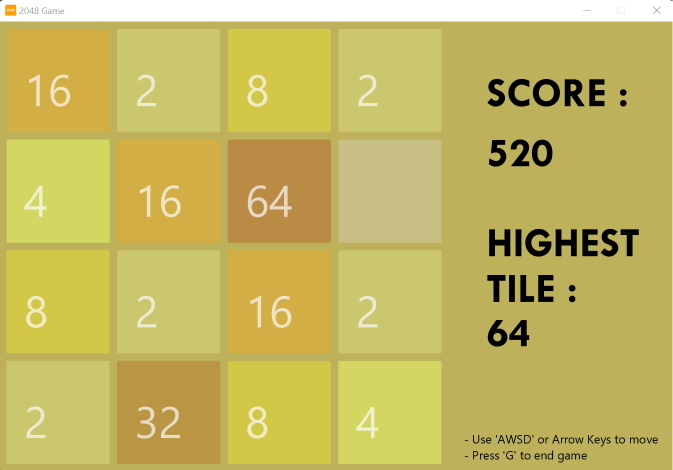 2048 Game
16 2 8 2
4 16 64
8 2 16 2
2 32 8 4
SCORE :
520
HIGHEST
TILE :
64
- Use 'AWSD' or Arrow Keys to move
- Press 'G' to end game